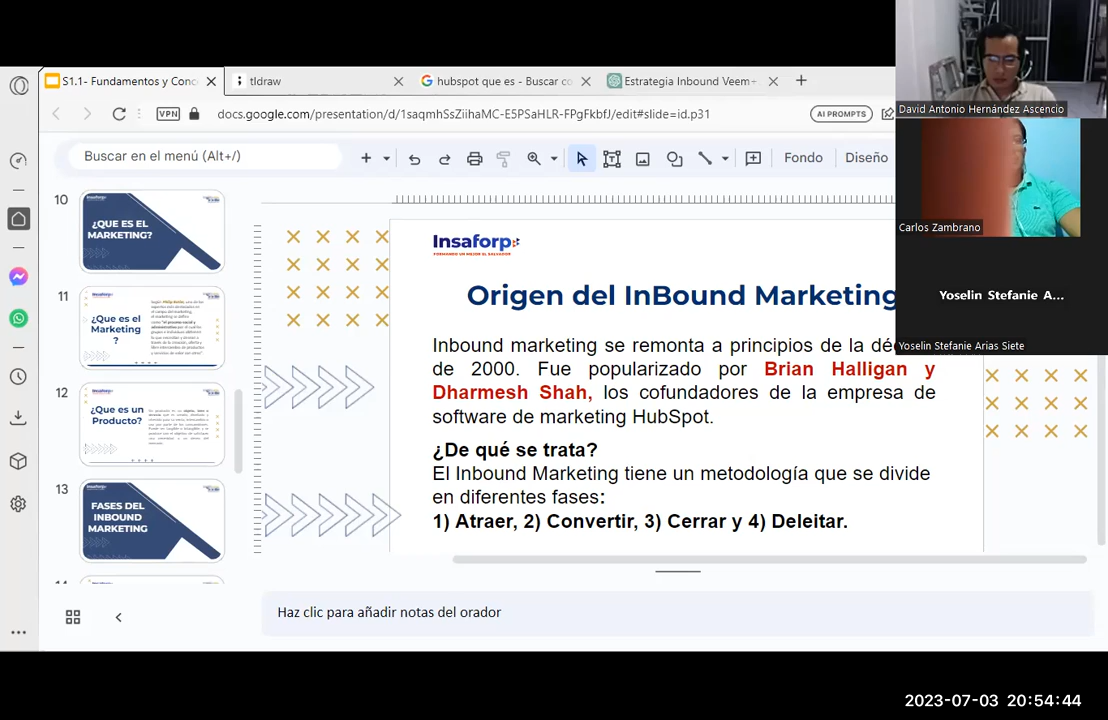 S1.1- Fundamentos y Conc
tldraw
hubspot que es - Buscar co
Estrategia Inbound Veem
VPN
docs.google.com/presentation/d/1saqmhSsZiihaMC-E5PSaHLR-FPgFkbfJ/edit#slide=id.p31
AI PROMPTS
Buscar en el menú (Alt+/)
Fondo
Diseño
David Antonio Hernández Ascencio
Carlos Zambrano
Yoselin Stefanie A...
Yoselin Stefanie Arias Siete
10
¿QUE ES EL
MARKETING?
11
¿Que es el
Marketing
?
12
¿Que es un
Producto?
13
FASES DEL
INBOUND
MARKETING
Insaforp
FORMANDO UN MEJOR EL SALVADOR
Origen del InBound Marketing
Inbound marketing se remonta a principios de la déc
de 2000. Fue popularizado por Brian Halligan y
Dharmesh Shah, los cofundadores de la empresa de
software de marketing HubSpot.
¿De qué se trata?
El Inbound Marketing tiene un metodología que se divide
en diferentes fases:
1) Atraer, 2) Convertir, 3) Cerrar y 4) Deleitar.
Haz clic para añadir notas del orador
2023-07-03 20:54:44